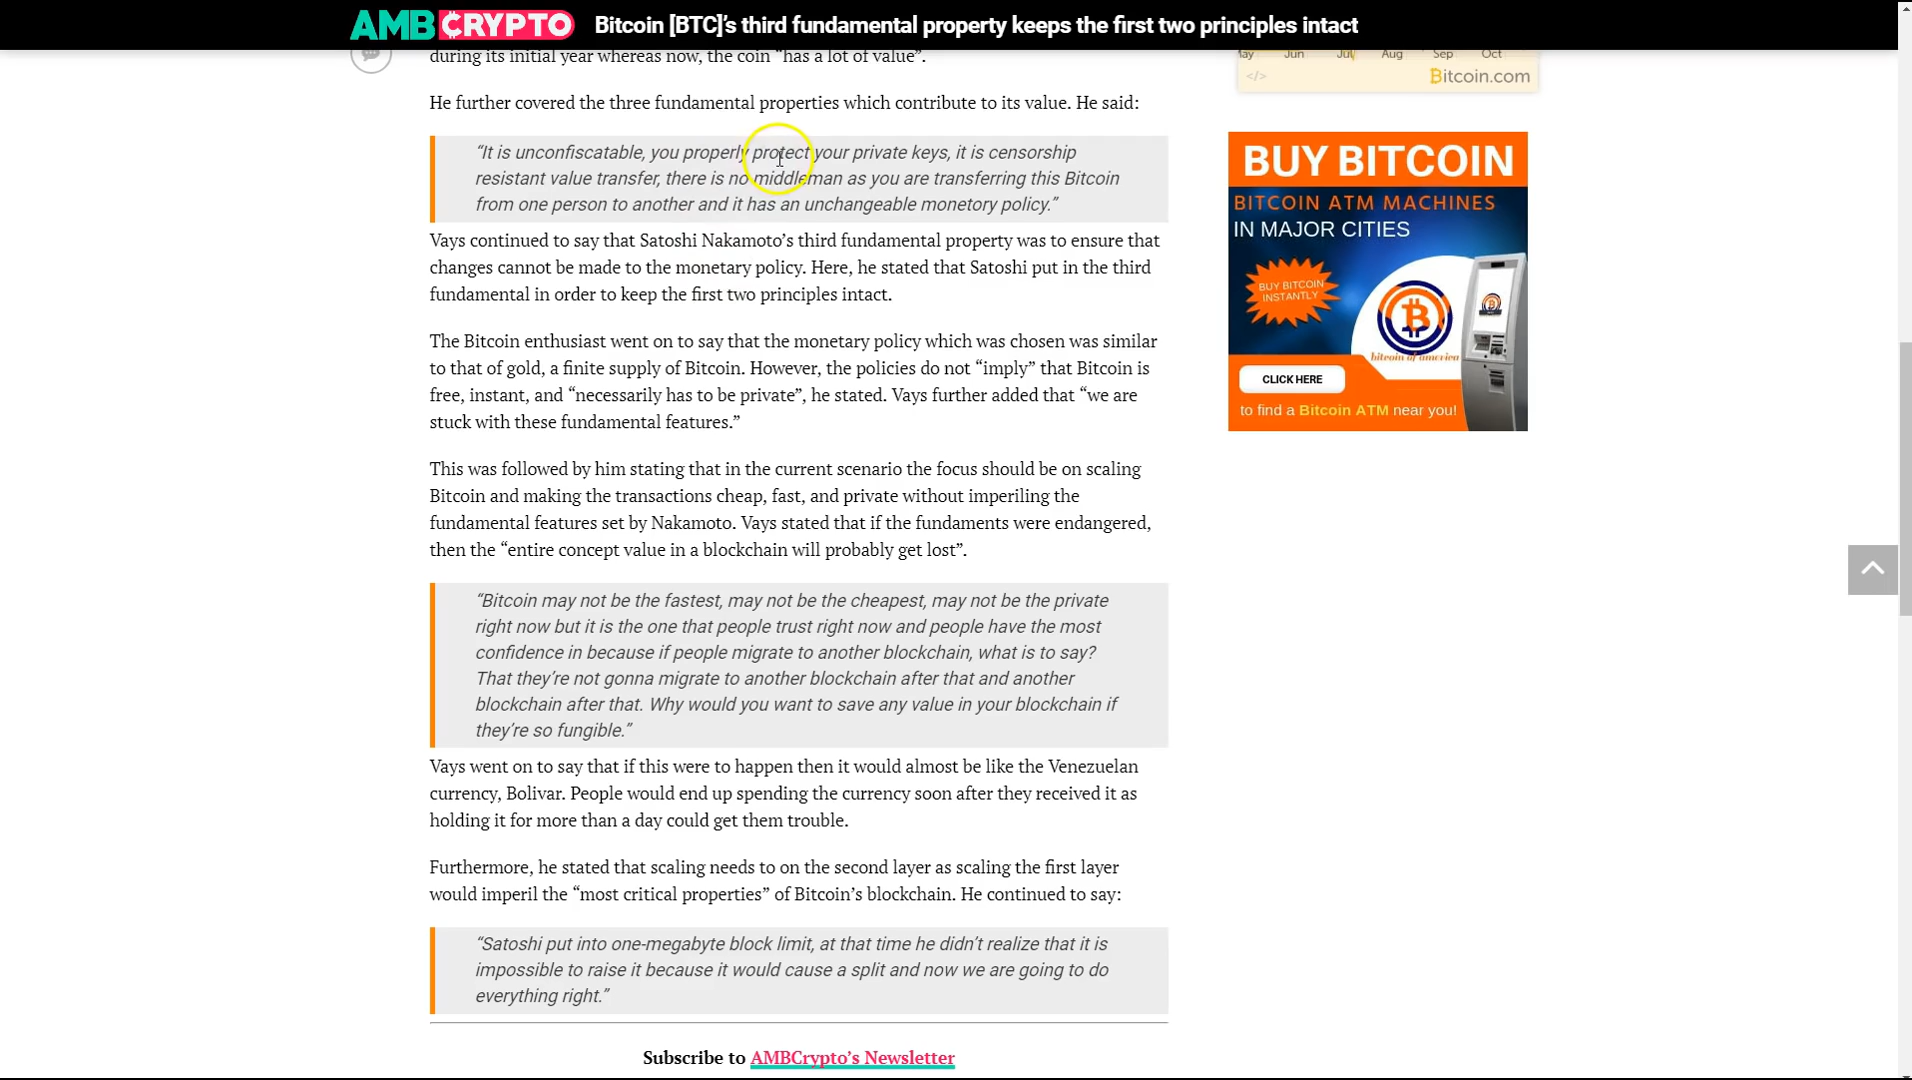 AMBCRYPTO Bitcoin [BTC]’s third fundamental property keeps the first two principles intact
during its initial year whereas now, the coin “has a lot of value”.
He further covered the three fundamental properties which contribute to its value. He said:
“It is unconfiscatable, you properly protect your private keys, it is censorship
resistant value transfer, there is no middleman as you are transferring this Bitcoin
from one person to another and it has an unchangeable monetary policy.”
Vays continued to say that Satoshi Nakamoto’s third fundamental property was to ensure that
changes cannot be made to the monetary policy. Here, he stated that Satoshi put in the third
fundamental in order to keep the first two principles intact.
The Bitcoin enthusiast went on to say that the monetary policy which was chosen was similar
to that of gold, a finite supply of Bitcoin. However, the policies do not “imply” that Bitcoin is
free, instant, and “necessarily has to be private”, he stated. Vays further added that “we are
stuck with these fundamental features.”
This was followed by him stating that in the current scenario the focus should be on scaling
Bitcoin and making the transactions cheap, fast, and private without imperiling the
fundamental features set by Nakamoto. Vays stated that if the fundaments were endangered,
then the “entire concept value in a blockchain will probably get lost”.
“Bitcoin may not be the fastest, may not be the cheapest, may not be the private
right now but it is the one that people trust right now and people have the most
confidence in because if people migrate to another blockchain, what is to say?
That they’re not gonna migrate to another blockchain after that and another
blockchain after that. Why would you want to save any value in your blockchain if
they’re so fungible.”
Vays went on to say that if this were to happen then it would almost be like the Venezuelan
currency, Bolivar. People would end up spending the currency soon after they received it as
holding it for more than a day could get them trouble.
Furthermore, he stated that scaling needs to on the second layer as scaling the first layer
would imperil the “most critical properties” of Bitcoin’s blockchain. He continued to say:
“Satoshi put into one-megabyte block limit, at that time he didn’t realize that it is
impossible to raise it because it would cause a split and now we are going to do
everything right.”
Subscribe to AMBCrypto’s Newsletter
Jun Jul Aug Sep Oct
</> Bitcoin.com
BUY BITCOIN
BITCOIN ATM MACHINES
IN MAJOR CITIES
BUY BITCOIN
INSTANTLY
bitcoin of america
CLICK HERE
to find a Bitcoin ATM near you!